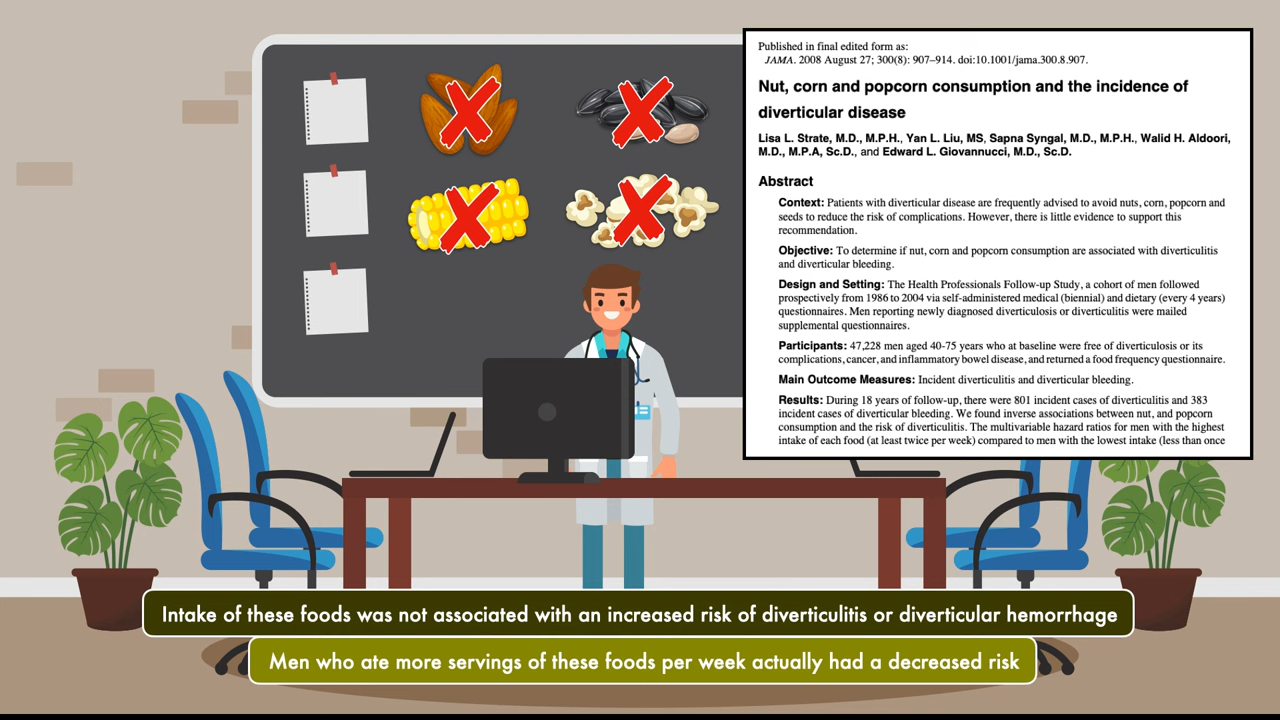 Published in final edited form as:
JAMA. 2008 August 27; 300(8): 907–914. doi:10.1001/jama.300.8.907.
Nut, corn and popcorn consumption and the incidence of
diverticular disease
Lisa L. Strate, M.D., M.P.H., Yan L. Liu, MS, Sapna Syngal, M.D., M.P.H., Walid H. Aldoori,
M.D., M.P.A, Sc.D., and Edward L. Giovannucci, M.D., Sc.D.
Abstract
Context: Patients with diverticular disease are frequently advised to avoid nuts, corn, popcorn and
seeds to reduce the risk of complications. However, there is little evidence to support this
recommendation.
Objective: To determine if nut, corn and popcorn consumption are associated with diverticulitis
and diverticular bleeding.
Design and Setting: The Health Professionals Follow-up Study, a cohort of men followed
prospectively from 1986 to 2004 via self-administered medical (biennial) and dietary (every 4 years)
questionnaires. Men reporting newly diagnosed diverticulosis or diverticulitis were mailed
supplemental questionnaires.
Participants: 47,228 men aged 40-75 years who at baseline were free of diverticulosis or its
complications, cancer, and inflammatory bowel disease, and returned a food frequency questionnaire.
Main Outcome Measures: Incident diverticulitis and diverticular bleeding.
Results: During 18 years of follow-up, there were 801 incident cases of diverticulitis and 383
incident cases of diverticular bleeding. We found inverse associations between nut, and popcorn
consumption and the risk of diverticulitis. The multivariable hazard ratios for men with the highest
intake of each food (at least twice per week) compared to men with the lowest intake (less than once
Intake of these foods was not associated with an increased risk of diverticulitis or diverticular hemorrhage
Men who ate more servings of these foods per week actually had a decreased risk